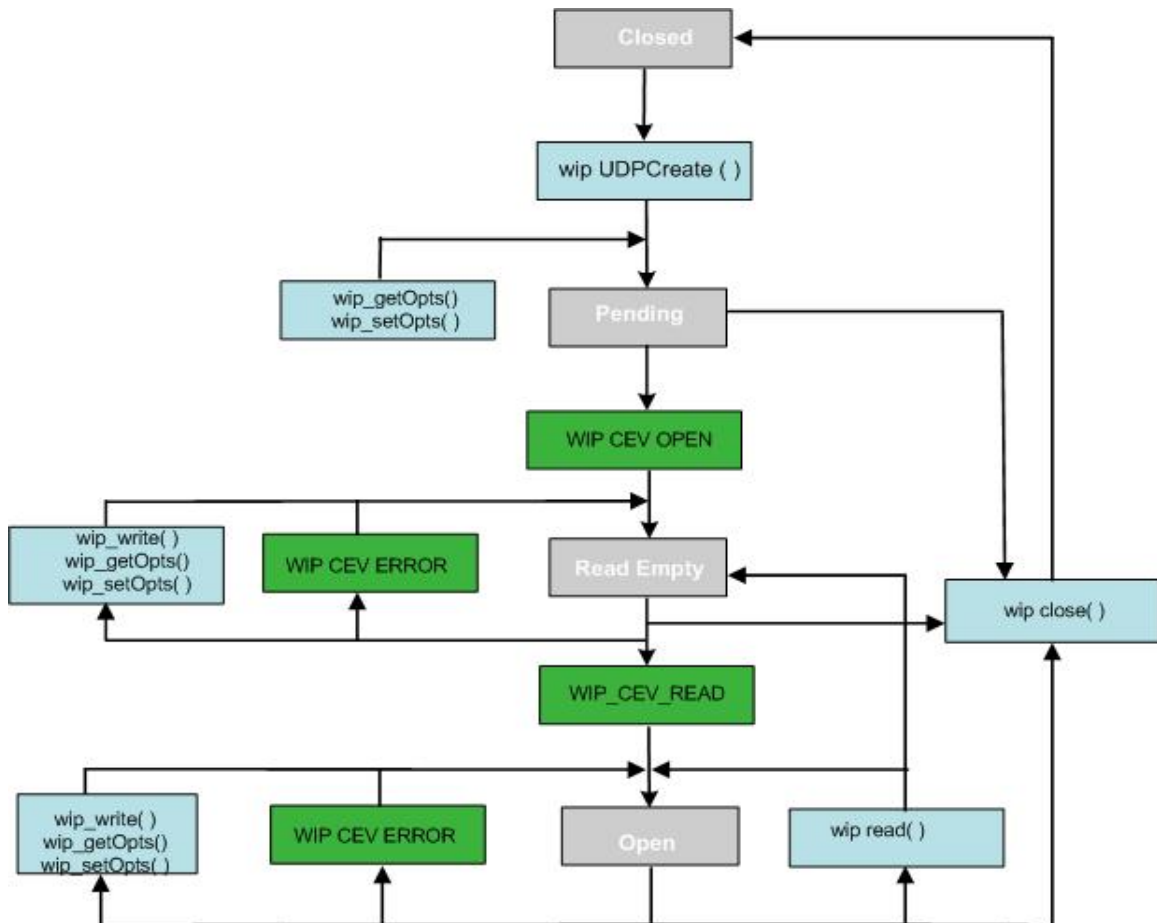 Closed
wip UDPCreate ( )
wip_getOpts()
wip_setOpts( )
Pending
WIP CEV OPEN
wip_write( )
wip_getOpts()
wip_setOpts( )
WIP CEV ERROR
Read Empty
wip close( )
WIP_CEV_READ
wip_write( )
wip_getOpts()
wip_setOpts( )
WIP CEV ERROR
Open
wip read( )